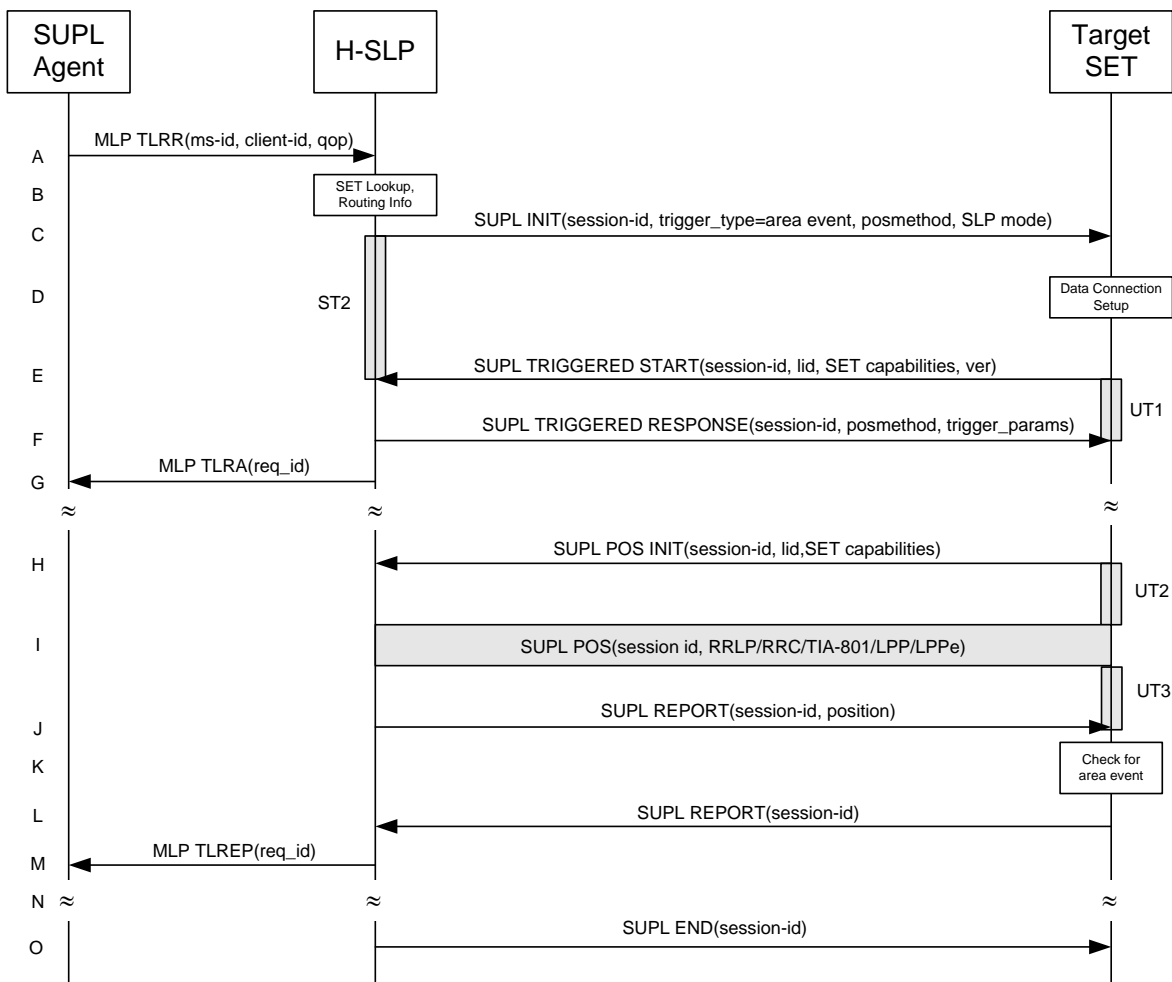 SUPL
Agent
H-SLP
Target
SET
A
MLP TLRR(ms-id, client-id, qop)
B
SET Lookup,
Routing Info
C
SUPL INIT(session-id, trigger_type=area event, posmethod, SLP mode)
D
ST2
Data Connection
Setup
E
SUPL TRIGGERED START(session-id, lid, SET capabilities, ver)
UT1
F
SUPL TRIGGERED RESPONSE(session-id, posmethod, trigger_params)
G
MLP TLRA(req_id)
≈ ≈ ≈
H
SUPL POS INIT(session-id, lid,SET capabilities)
UT2
I
SUPL POS(session id, RRLP/RRC/TIA-801/LPP/LPPe)
UT3
J
SUPL REPORT(session-id, position)
K
Check for
area event
L
SUPL REPORT(session-id)
M
MLP TLREP(req_id)
N ≈ ≈ ≈
O
SUPL END(session-id)